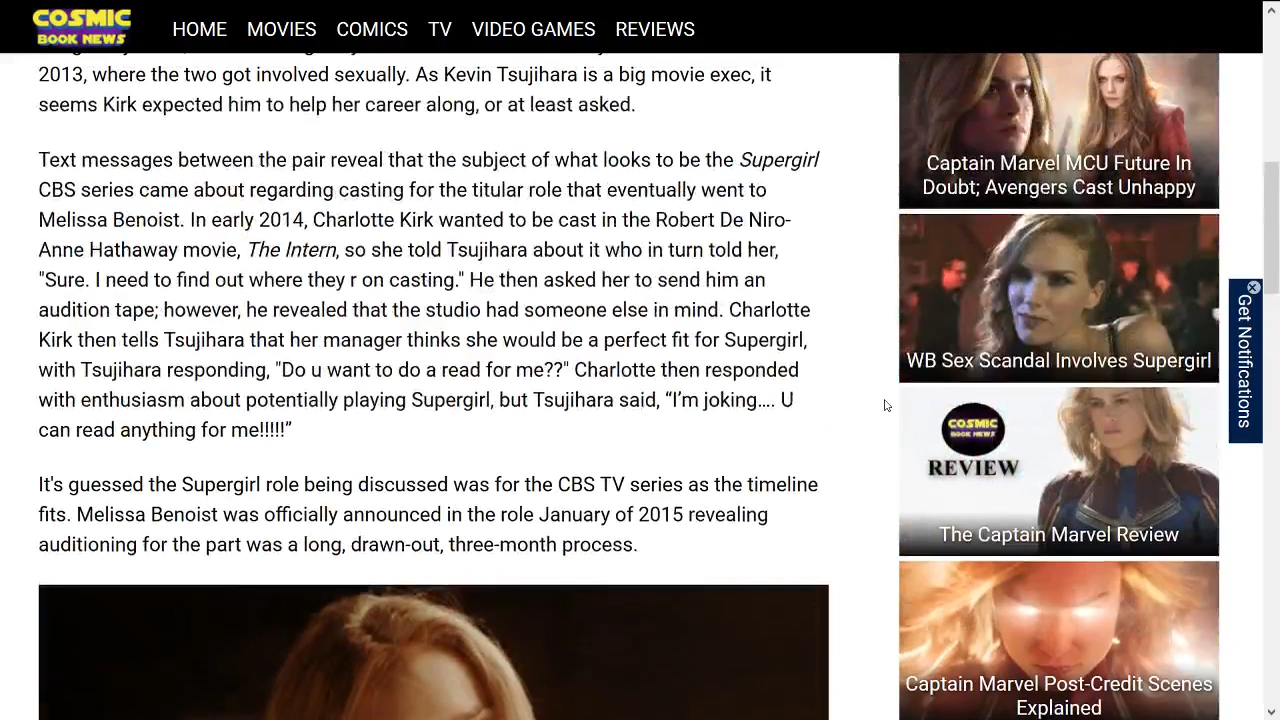 COSMIC
BOOK NEWS
HOME MOVIES COMICS TV VIDEO GAMES REVIEWS
2013, where the two got involved sexually. As Kevin Tsujihara is a big movie exec, it
seems Kirk expected him to help her career along, or at least asked.
Text messages between the pair reveal that the subject of what looks to be the Supergirl
CBS series came about regarding casting for the titular role that eventually went to
Melissa Benoist. In early 2014, Charlotte Kirk wanted to be cast in the Robert De Niro-
Anne Hathaway movie, The Intern, so she told Tsujihara about it who in turn told her,
"Sure. I need to find out where they r on casting." He then asked her to send him an
audition tape; however, he revealed that the studio had someone else in mind. Charlotte
Kirk then tells Tsujihara that her manager thinks she would be a perfect fit for Supergirl,
with Tsujihara responding, "Do u want to do a read for me??" Charlotte then responded
with enthusiasm about potentially playing Supergirl, but Tsujihara said, “I’m joking…. U
can read anything for me!!!!!”
It's guessed the Supergirl role being discussed was for the CBS TV series as the timeline
fits. Melissa Benoist was officially announced in the role January of 2015 revealing
auditioning for the part was a long, drawn-out, three-month process.
Captain Marvel MCU Future In
Doubt; Avengers Cast Unhappy
WB Sex Scandal Involves Supergirl
COSMIC
BOOK NEWS
REVIEW
The Captain Marvel Review
Captain Marvel Post-Credit Scenes
Explained
Get Notifications